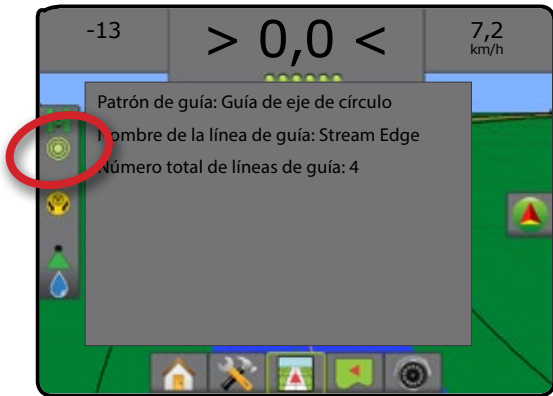 -13
> 0,0 <
7,2
km/h
Patrón de guía: Guía de eje de círculo
Nombre de la línea de guía: Stream Edge
Número total de líneas de guía: 4